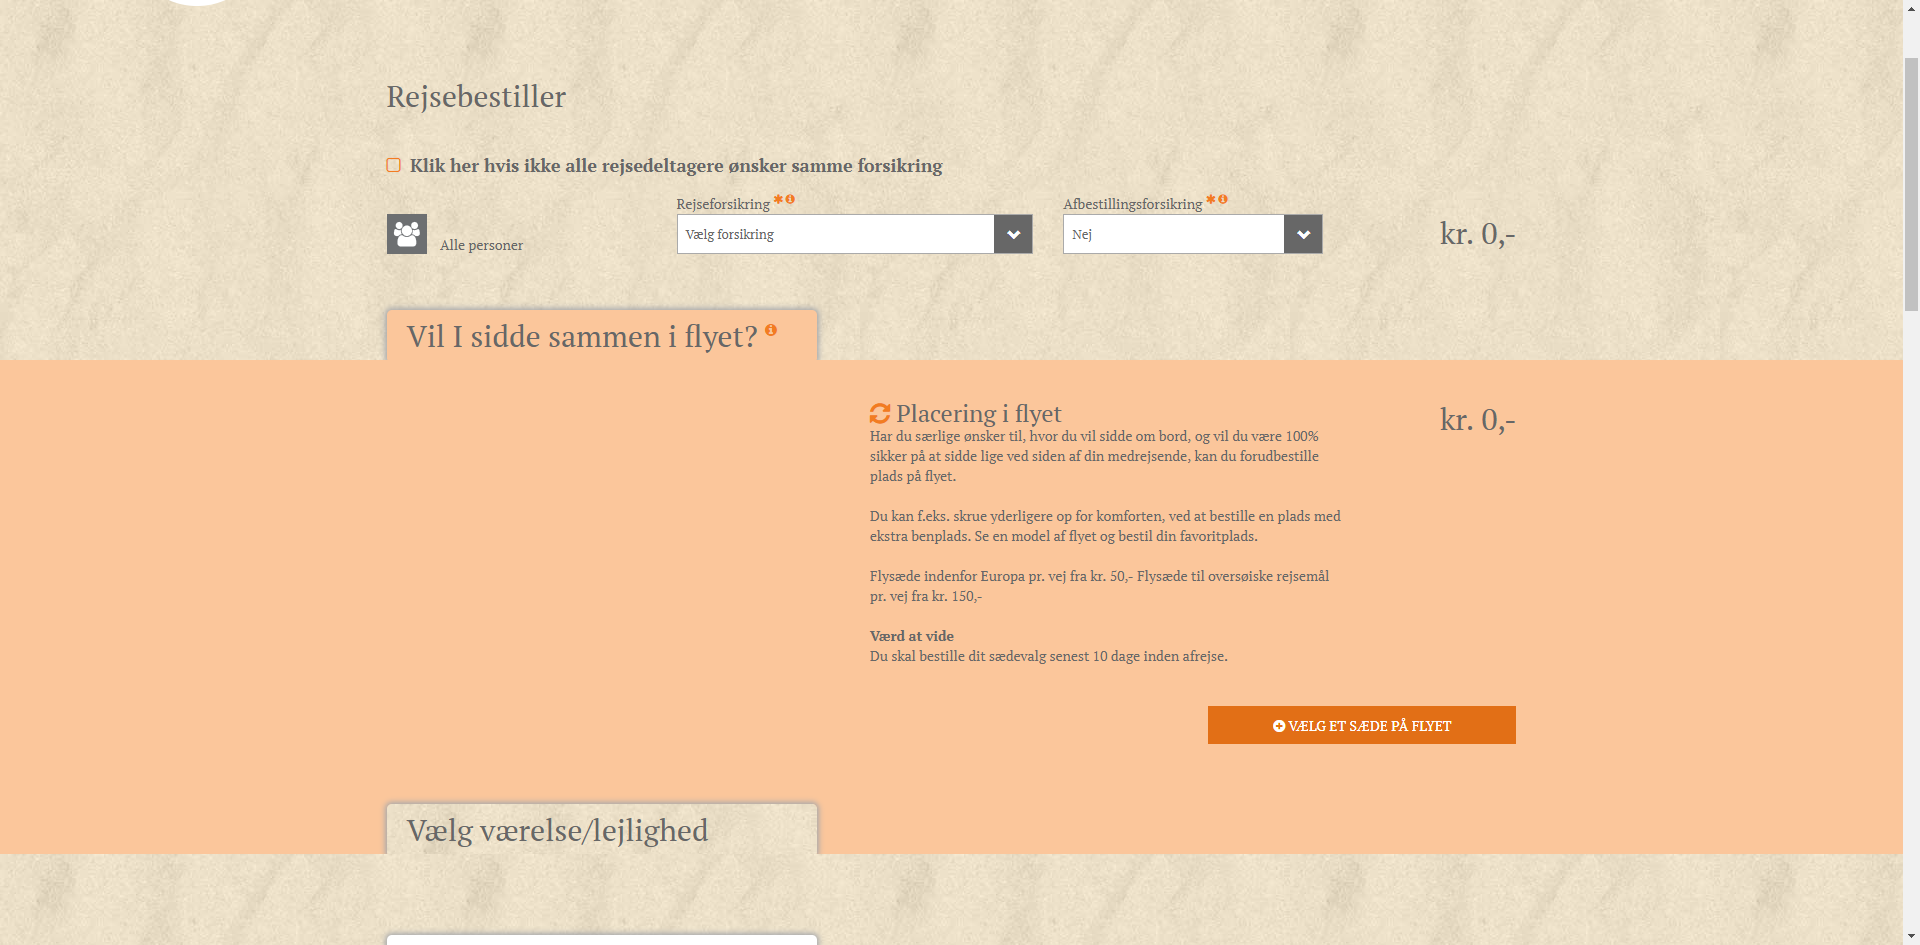 Rejsebestiller
Klik her hvis ikke alle rejsedeltagere ønsker samme forsikring
Alle personer
Rejseforsikring *
Vælg forsikring
Afbestillingsforsikring *
Nej
kr. 0,-
Vil I sidde sammen i flyet?
Placering i flyet
kr. 0,-
Har du særlige ønsker til, hvor du vil sidde om bord, og vil du være 100%
sikker på at sidde lige ved siden af din medrejsende, kan du forudbestille
plads på flyet.
Du kan f.eks. skrue yderligere op for komforten, ved at bestille en plads med
ekstra benplads. Se en model af flyet og bestil din favoritplads.
Flysæde indenfor Europa pr. vej fra kr. 50,- Flysæde til oversøiske rejsemål
pr. vej fra kr. 150,-
Værd at vide
Du skal bestille dit sædevalg senest 10 dage inden afrejse.
VÆLG ET SÆDE PÅ FLYET
Vælg værelse/lejlighed